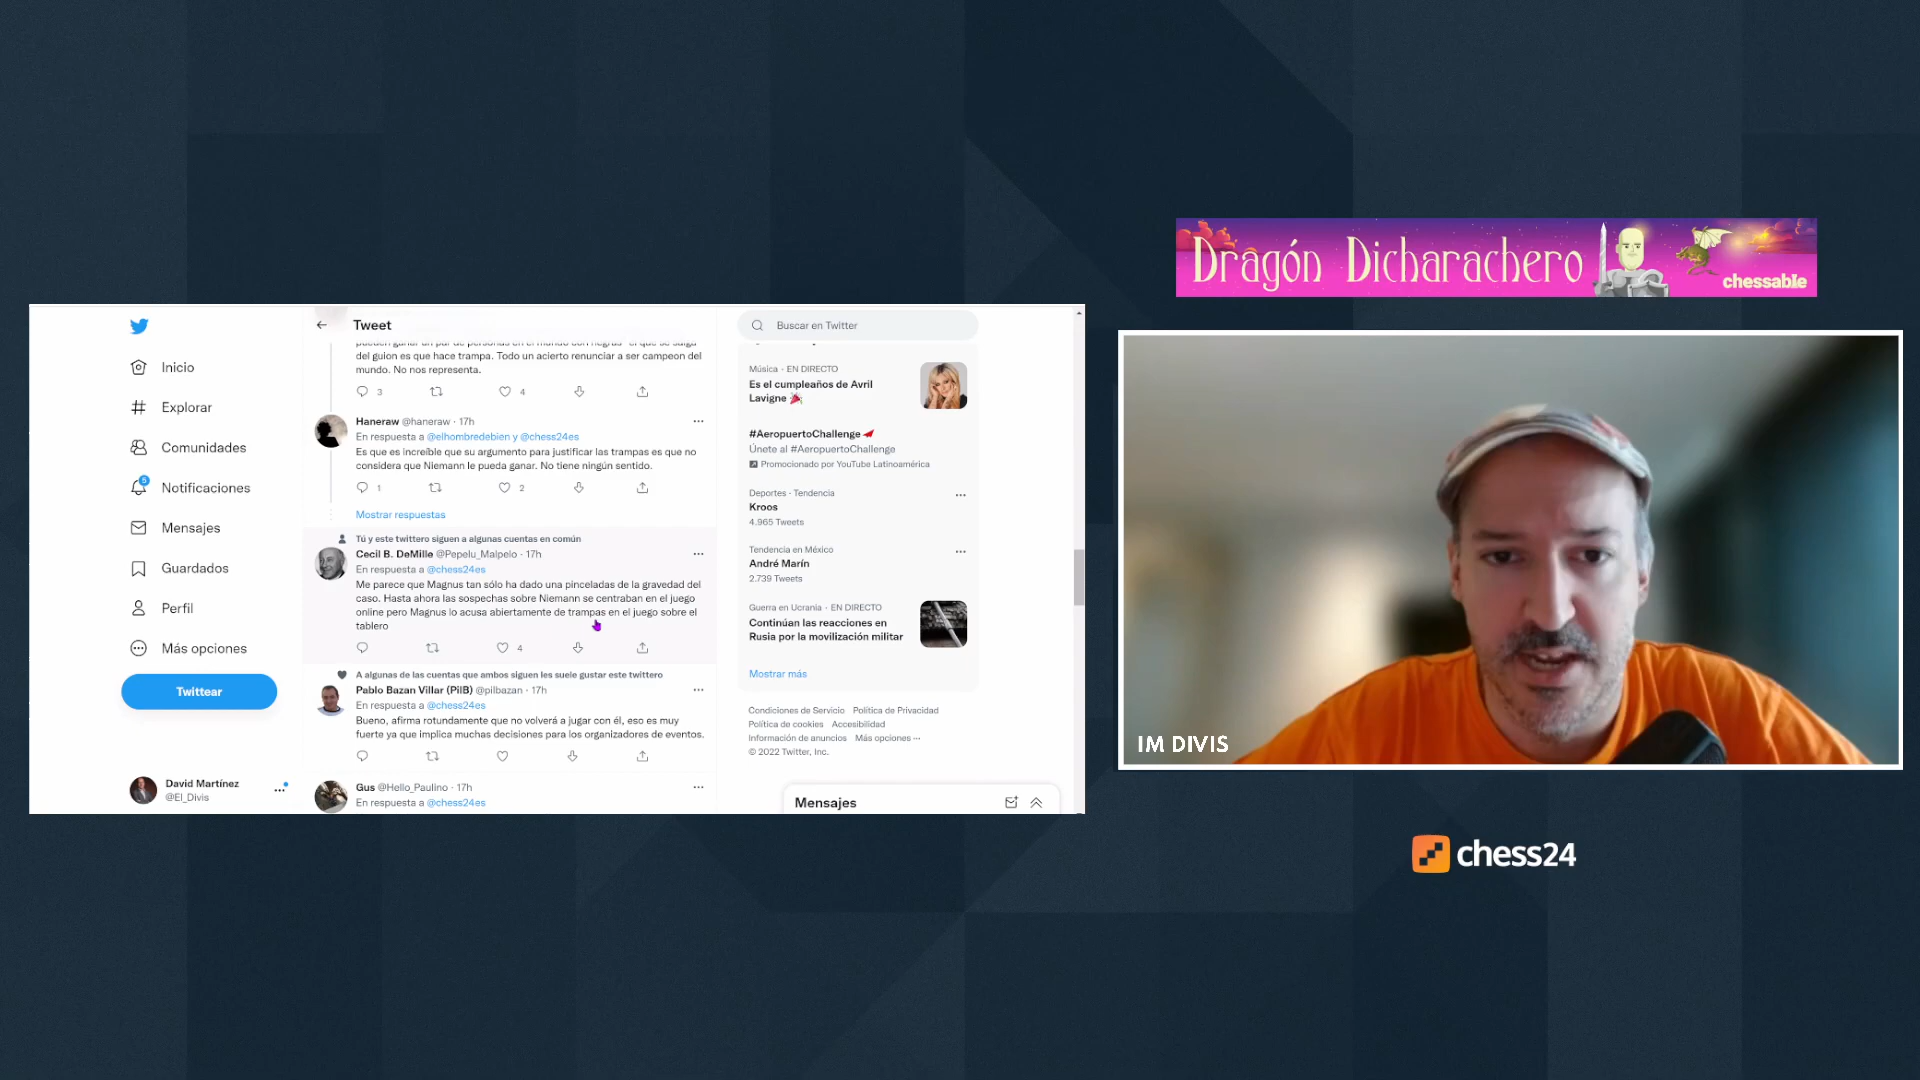 Tweet
Buscar en Twitter
Inicio
Explorar
Comunidades
5
Notificaciones
Mensajes
Guardados
Perfil
Más opciones
Twittear
David Martínez
@El_Divis
del guion es que hace trampa. Todo un acierto renunciar a ser campeon del
mundo. No nos representa.
3
4
Haneraw @haneraw · 17h
En respuesta a @elhombredebien y @chess24es
Es que es increíble que su argumento para justificar las trampas es que no
considera que Niemann le pueda ganar. No tiene ningún sentido.
1
2
Mostrar respuestas
Tú y este twittero siguen a algunas cuentas en común
Cecil B. DeMille @Pepelu_Malpelo · 17h
En respuesta a @chess24es
Me parece que Magnus tan sólo ha dado una pinceladas de la gravedad del
caso. Hasta ahora las sospechas sobre Niemann se centraban en el juego
online pero Magnus lo acusa abiertamente de trampas en el juego sobre el
tablero
4
A algunas de las cuentas que ambos siguen les suele gustar este twittero
Pablo Bazan Villar (PilB) @pilbazan · 17h
En respuesta a @chess24es
Bueno, afirma rotundamente que no volverá a jugar con él, eso es muy
fuerte ya que implica muchas decisiones para los organizadores de eventos.
Gus @Hello_Paulino · 17h
En respuesta a @chess24es
Música · EN DIRECTO
Es el cumpleaños de Avril
Lavigne
#AeropuertoChallenge
Únete al #AeropuertoChallenge
Promocionado por YouTube Latinoamérica
Deportes · Tendencia
Kroos
4.965 Tweets
Tendencia en México
André Marín
2.739 Tweets
Guerra en Ucrania · EN DIRECTO
Continúan las reacciones en
Rusia por la movilización militar
Mostrar más
Condiciones de Servicio Política de Privacidad
Política de cookies Accesibilidad
Información de anuncios Más opciones ···
© 2022 Twitter, Inc.
Mensajes
Dragón Dicharachero
chessable
IM DIVIS
chess24